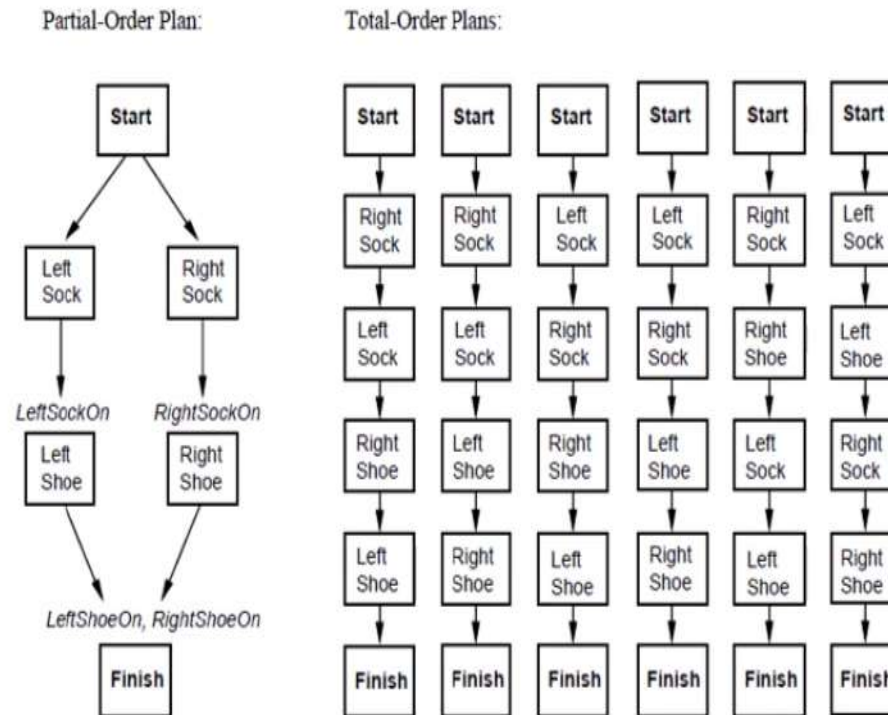 Partial-Order Plan:
Total-Order Plans:
Start
Left
Sock
Right
Sock
LeftSockOn
RightSockOn
Left
Shoe
Right
Shoe
LeftShoeOn, RightShoeOn
Finish
Start
Right
Sock
Left
Sock
Right
Shoe
Left
Shoe
Finish
Start
Right
Sock
Left
Sock
Left
Shoe
Right
Shoe
Finish
Start
Left
Sock
Right
Sock
Right
Shoe
Left
Shoe
Finish
Start
Left
Sock
Right
Sock
Left
Shoe
Right
Shoe
Finish
Start
Right
Sock
Right
Shoe
Left
Sock
Left
Shoe
Finish
Start
Left
Sock
Left
Shoe
Right
Sock
Right
Shoe
Finish